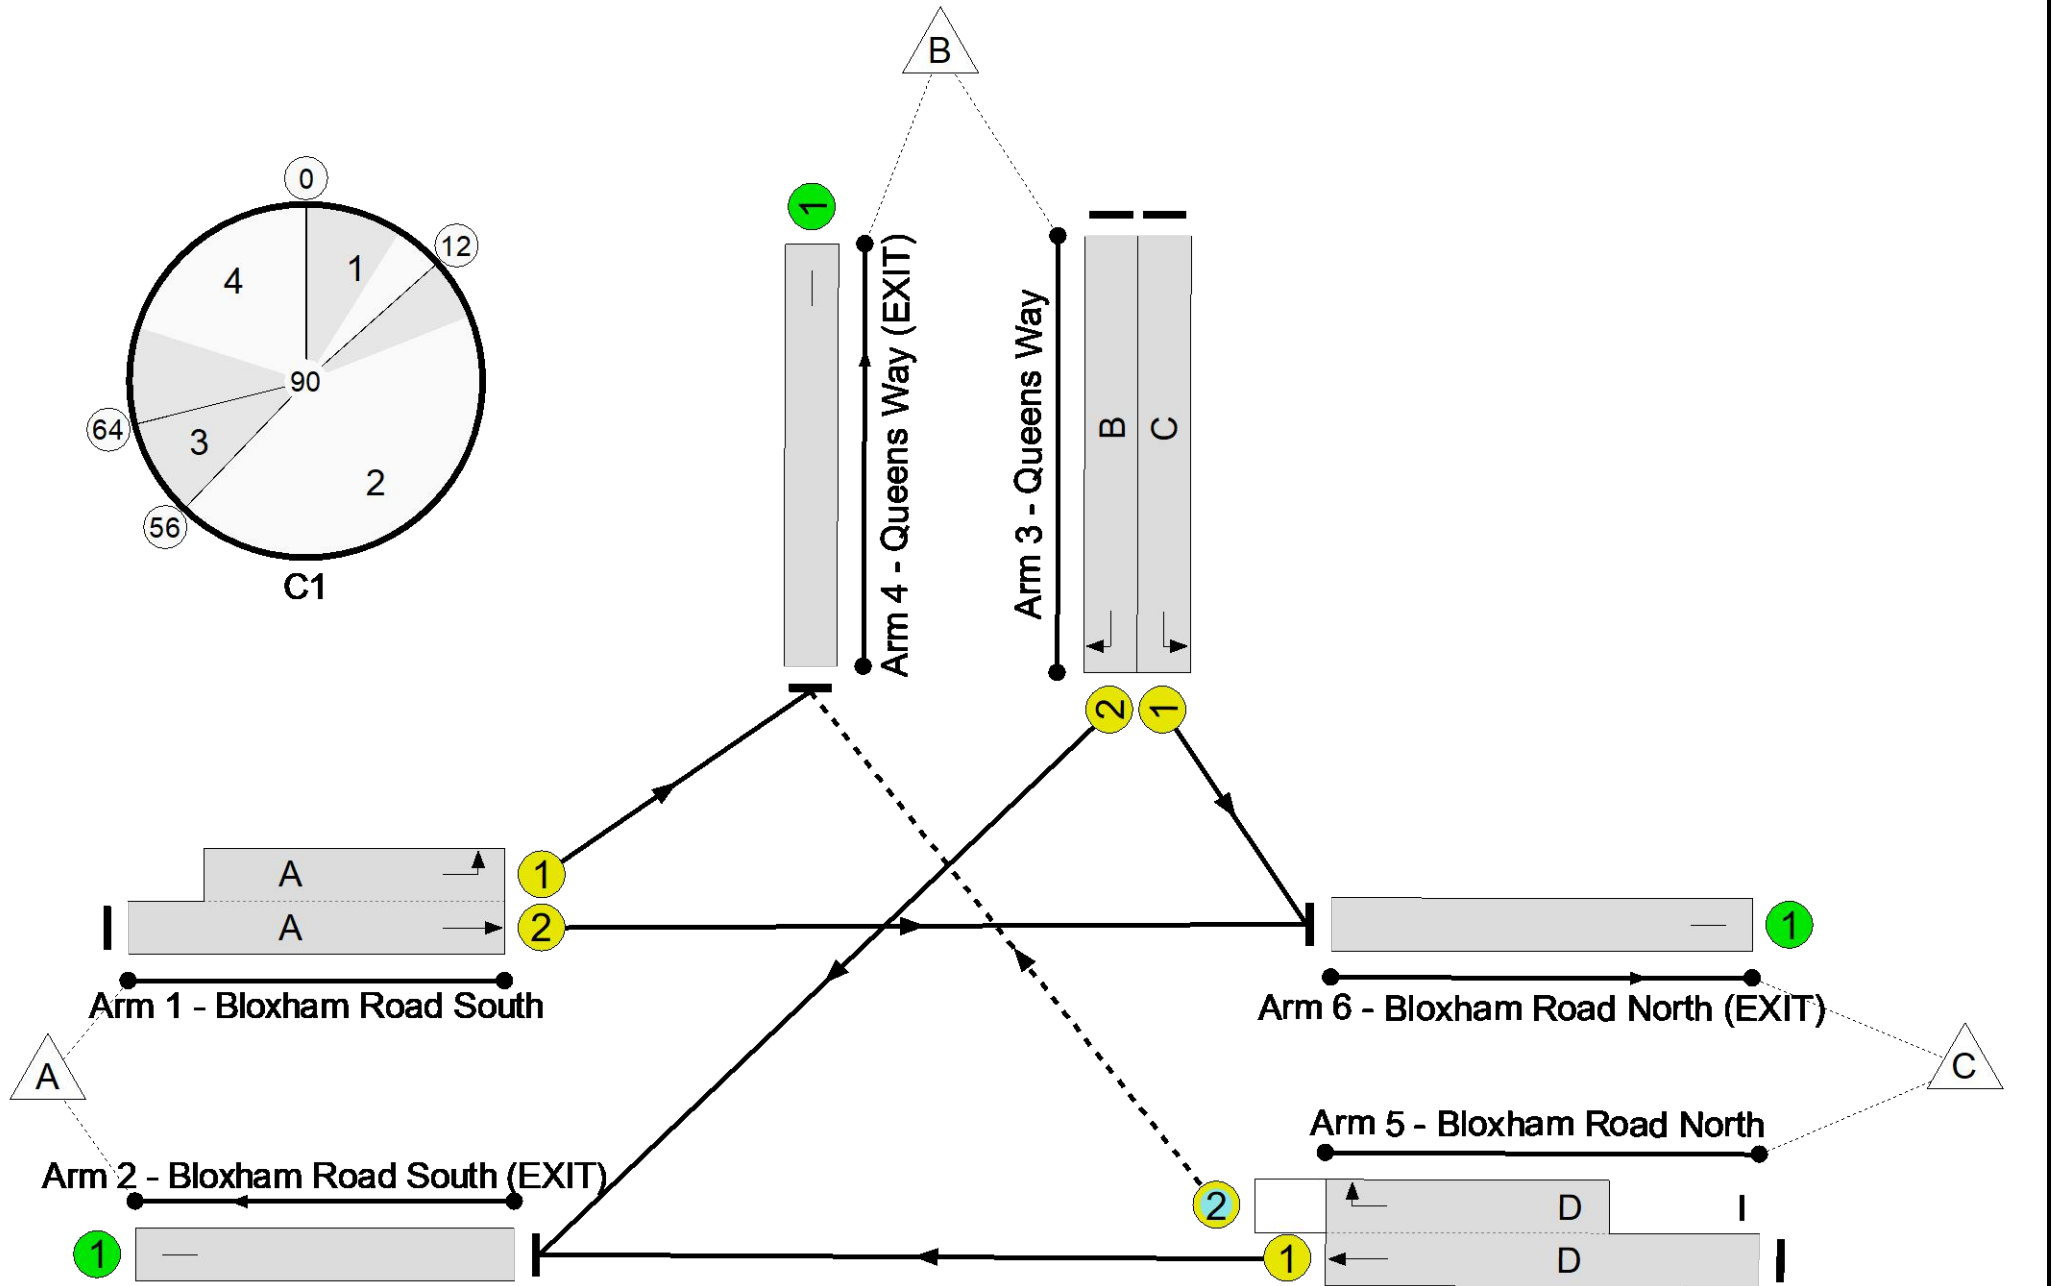 B
0
12
4
1
90
64
3
2
56
C1
1
Arm 4 - Queens Way (EXIT)
Arm 3 - Queens Way
B
C
2
1
A
1
A
2
Arm 1 - Bloxham Road South
1
Arm 6 - Bloxham Road North (EXIT)
A
C
Arm 5 - Bloxham Road North
Arm 2 - Bloxham Road South (EXIT)
2
D
1
1
D